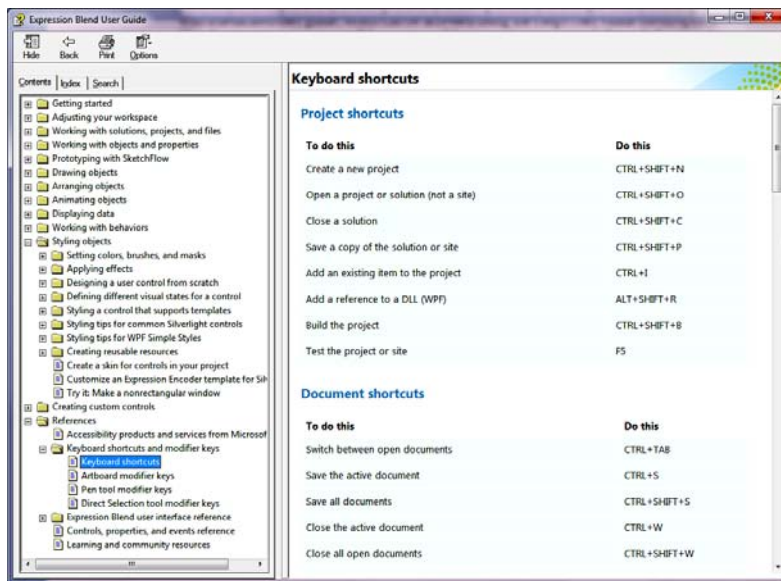 Expression Blend User Guide
Hide Back Print Options
Contents Index Search
Getting started
Adjusting your workspace
Working with solutions, projects, and files
Working with objects and properties
Prototyping with SketchFlow
Drawing objects
Arranging objects
Animating objects
Displaying data
Working with behaviors
Styling objects
Setting colors, brushes, and masks
Applying effects
Designing a user control from scratch
Defining different visual states for a control
Styling a control that supports templates
Styling tips for common Silverlight controls
Styling tips for WPF Simple Styles
Creating reusable resources
Create a skin for controls in your project
Customize an Expression Encoder template for Silv
Try it: Make a nonrectangular window
Creating custom controls
References
Accessibility products and services from Microsof
Keyboard shortcuts and modifier keys
Keyboard shortcuts
Artboard modifier keys
Pen tool modifier keys
Direct Selection tool modifier keys
Expression Blend user interface reference
Controls, properties, and events reference
Learning and community resources
Keyboard shortcuts
Project shortcuts
To do this Do this
Create a new project CTRL+SHIFT+N
Open a project or solution (not a site) CTRL+SHIFT+O
Close a solution CTRL+SHIFT+C
Save a copy of the solution or site CTRL+SHIFT+P
Add an existing item to the project CTRL+I
Add a reference to a DLL (WPF) ALT+SHIFT+R
Build the project CTRL+SHIFT+B
Test the project or site F5
Document shortcuts
To do this Do this
Switch between open documents CTRL+TAB
Save the active document CTRL+S
Save all documents CTRL+SHIFT+S
Close the active document CTRL+W
Close all open documents CTRL+SHIFT+W